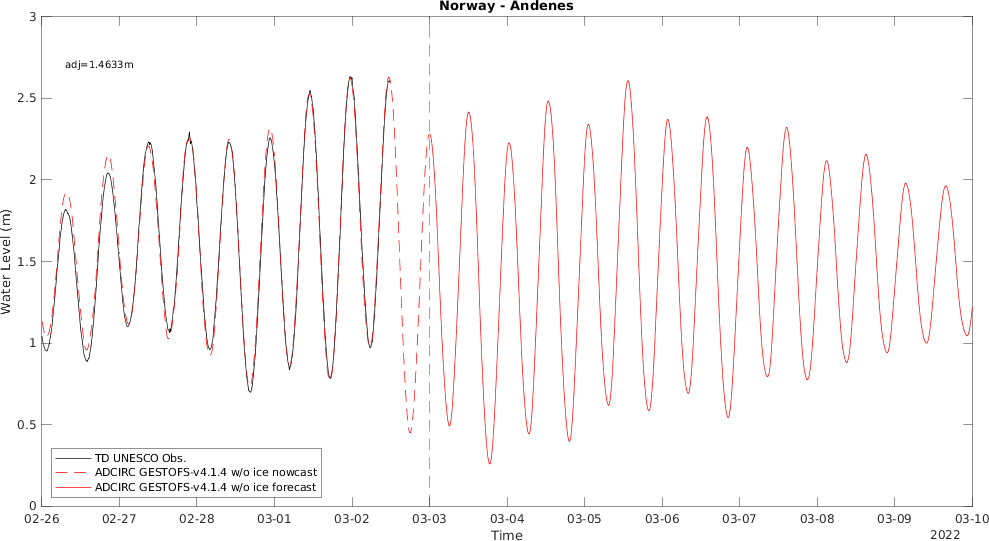 Norway - Andenes
3
adj=1.4633m
2.5
2
1.5
1
0.5
0
Water Level (m)
TD UNESCO Obs.
ADCIRC GESTOFS-v4.1.4 w/o ice nowcast
ADCIRC GESTOFS-v4.1.4 w/o ice forecast
02-26 02-27 02-28 03-01 03-02 03-03 03-04 03-05 03-06 03-07 03-08 03-09 03-10
Time
2022